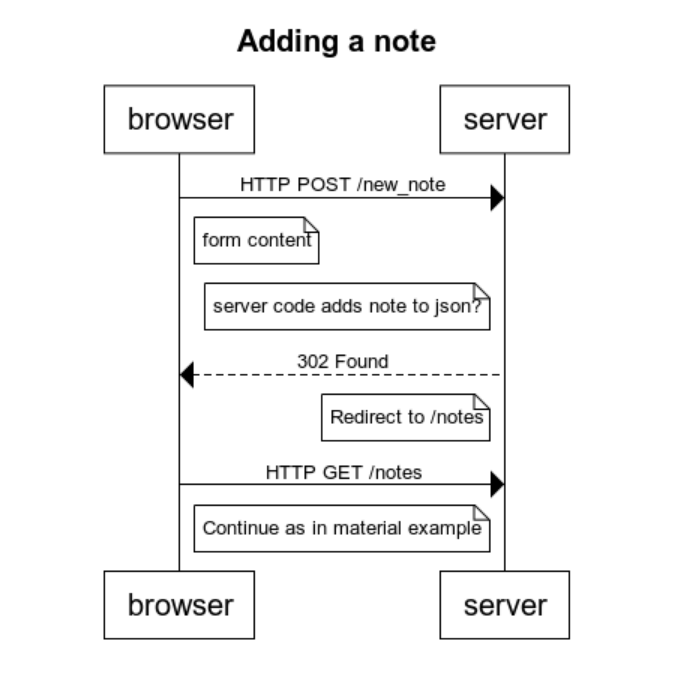 Adding a note
browser server
HTTP POST /new_note
form content
server code adds note to json?
302 Found
Redirect to /notes
HTTP GET /notes
Continue as in material example
browser server